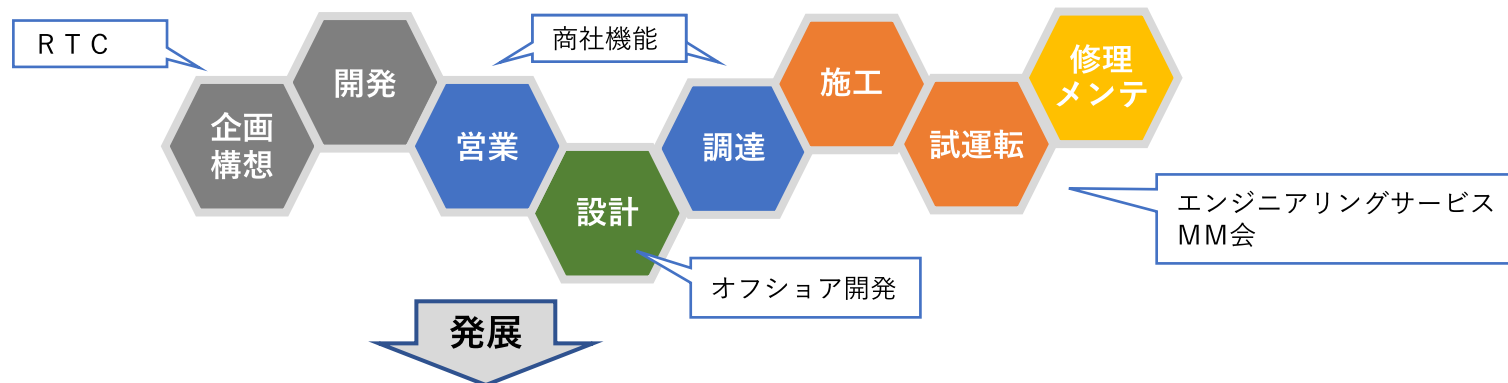 ＲＴＣ
企画
構想
開発
営業
商社機能
設計
オフショア開発
調達
施工
試運転
修理
メンテ
エンジニアリングサービス
ＭＭ会
発展